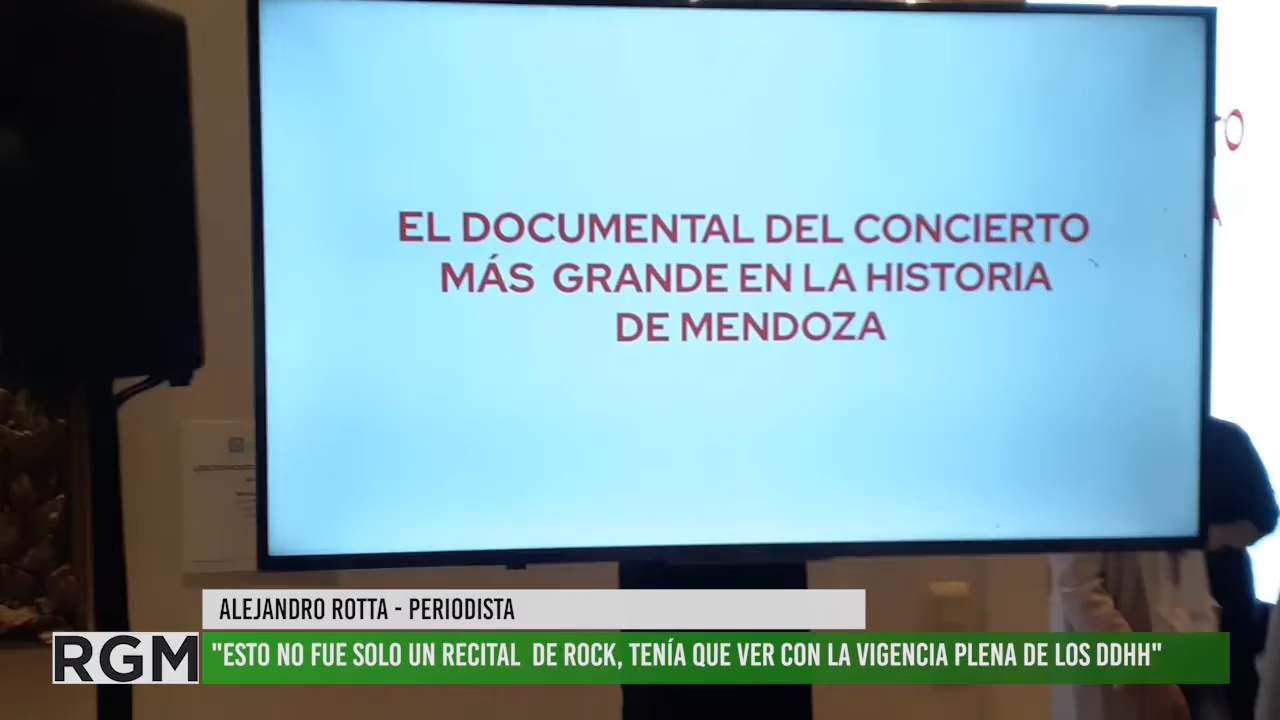 EL DOCUMENTAL DEL CONCIERTO
MÁS GRANDE EN LA HISTORIA
DE MENDOZA
ALEJANDRO ROTTA - PERIODISTA
RGM
"ESTO NO FUE SOLO UN RECITAL DE ROCK, TENÍA QUE VER CON LA VIGENCIA PLENA DE LOS DDHH"